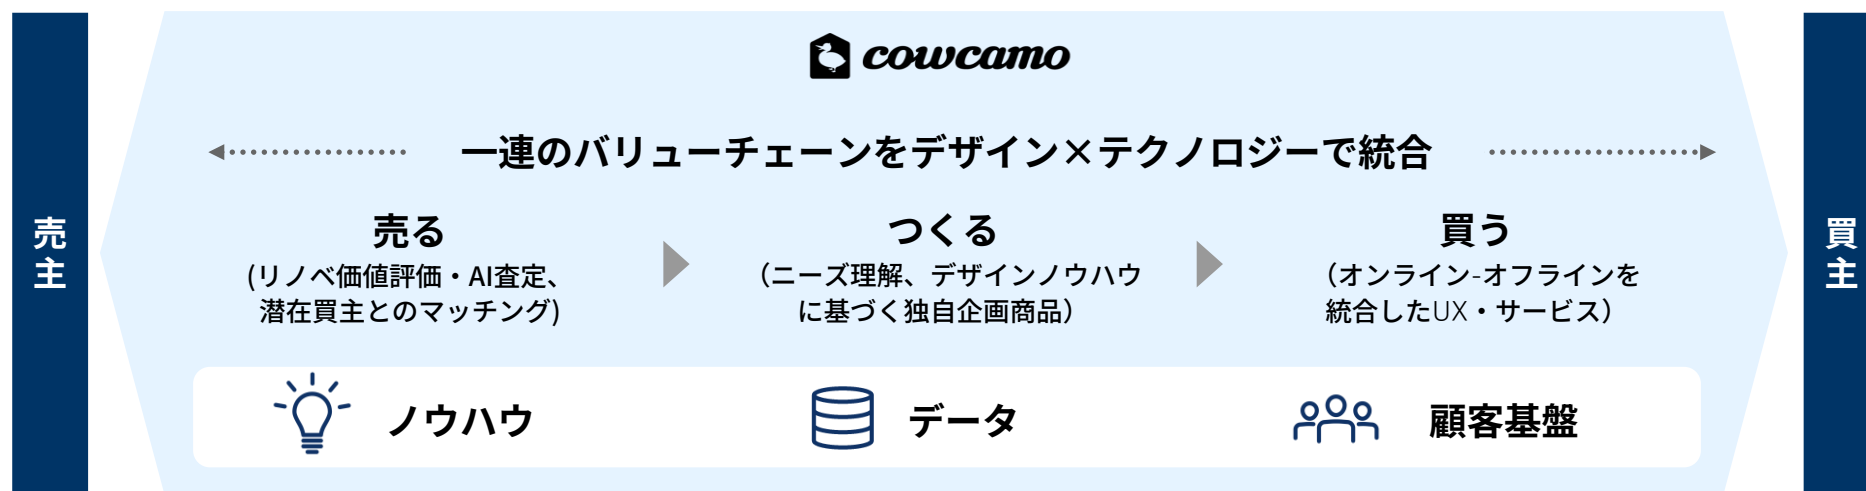 cowcamo
一連のバリューチェーンをデザイン×テクノロジーで統合
売主
売る
(リノベ価値評価・AI査定、
潜在買主とのマッチング)
つくる
（ニーズ理解、デザインノウハウ
に基づく独自企画商品）
買う
（オンライン-オフラインを
統合したUX・サービス）
買主
ノウハウ
データ
顧客基盤